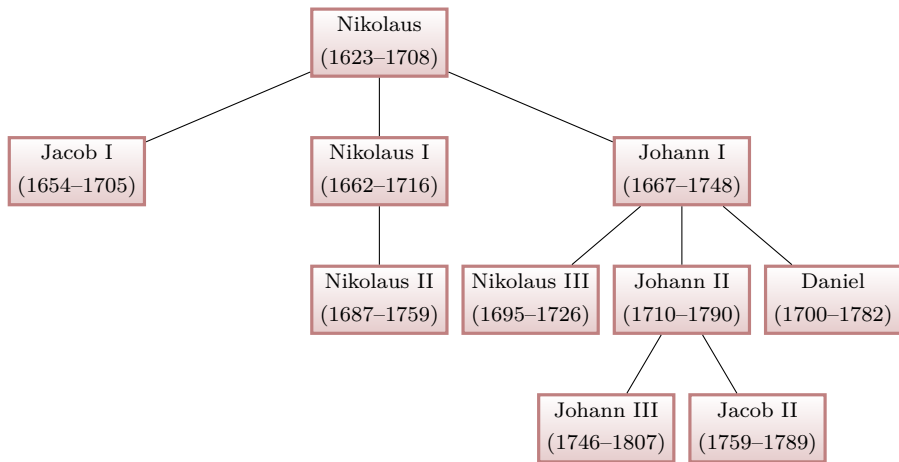 Nikolaus
(1623–1708)
Jacob I
(1654–1705)
Nikolaus I
(1662–1716)
Johann I
(1667–1748)
Nikolaus II
(1687–1759)
Nikolaus III
(1695–1726)
Johann II
(1710–1790)
Daniel
(1700–1782)
Johann III
(1746–1807)
Jacob II
(1759–1789)